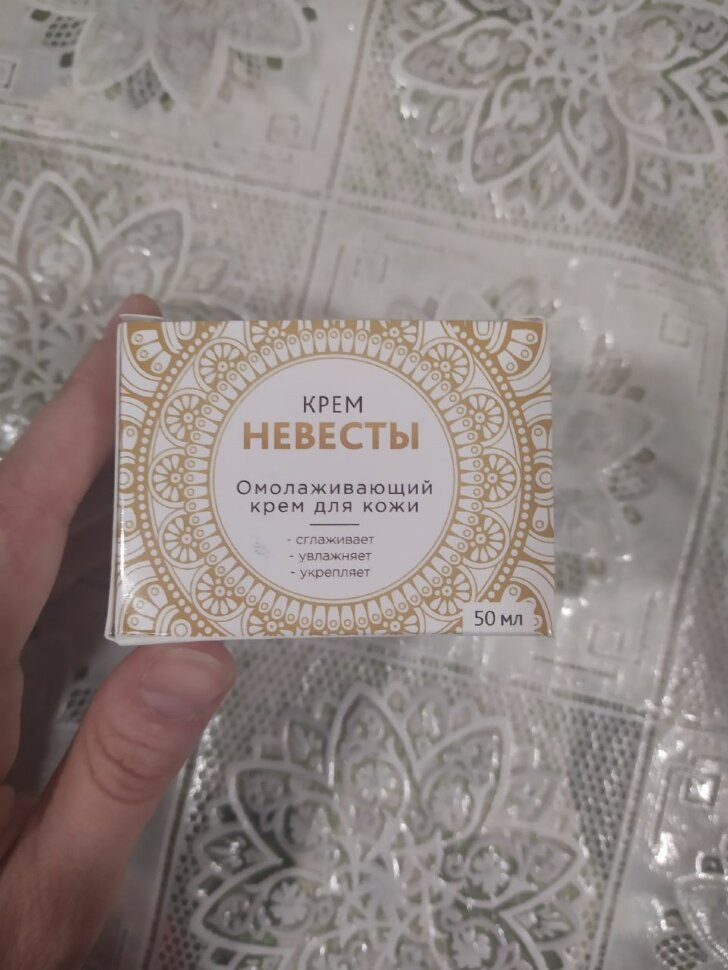 КРЕМ
НЕВЕСТЫ
Омолаживающий
крем для кожи
- сглаживает
- увлажняет
- укрепляет
50 мл